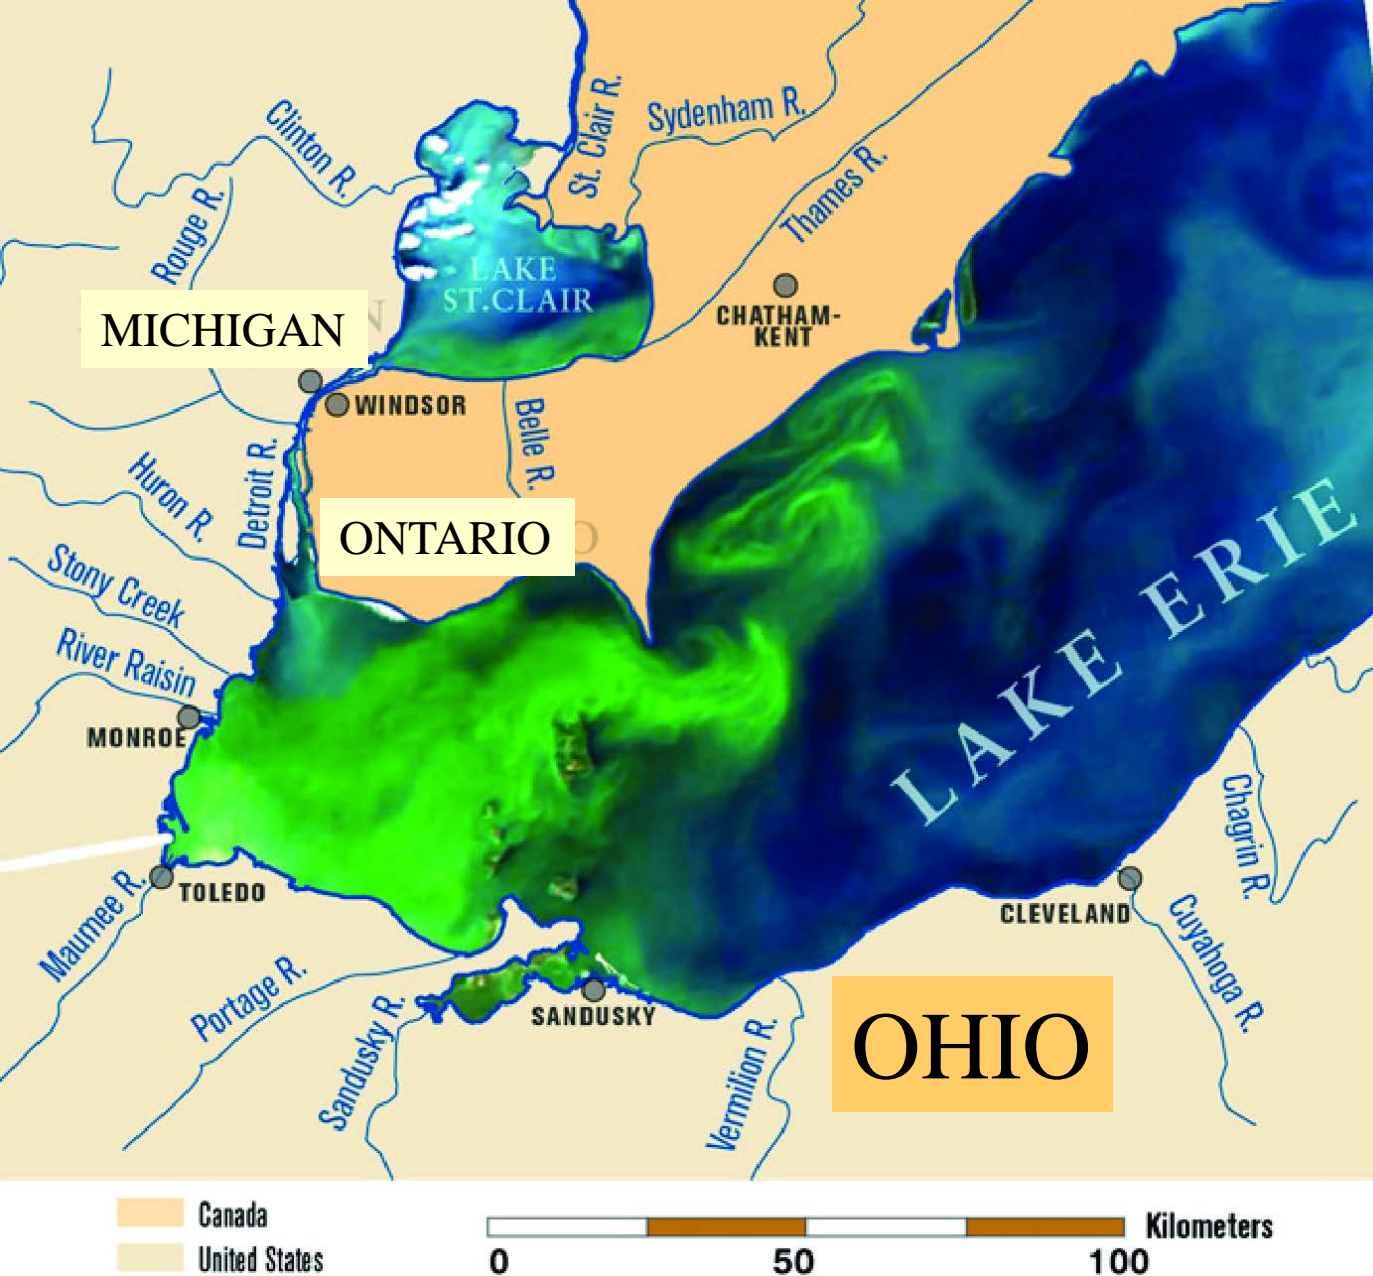 Clinton R.
St. Clair R.
Sydenham R.
Thames R.
Rouge R.
LAKE
ST.CLAIR
MICHIGAN
N
CHATHAM-
KENT
WINDSOR
Belle R.
Detroit R.
Huron R.
ONTARIO
O
Stony Creek
River Raisin
MONROE
LAKE ERIE
TOLEDO
Maumee R.
Portage R.
Sandusky R.
SANDUSKY
Vermilion R.
CLEVELAND
Chagrin R.
Cuyahoga R.
OHIO
Canada
United States
Kilometers
0 50 100